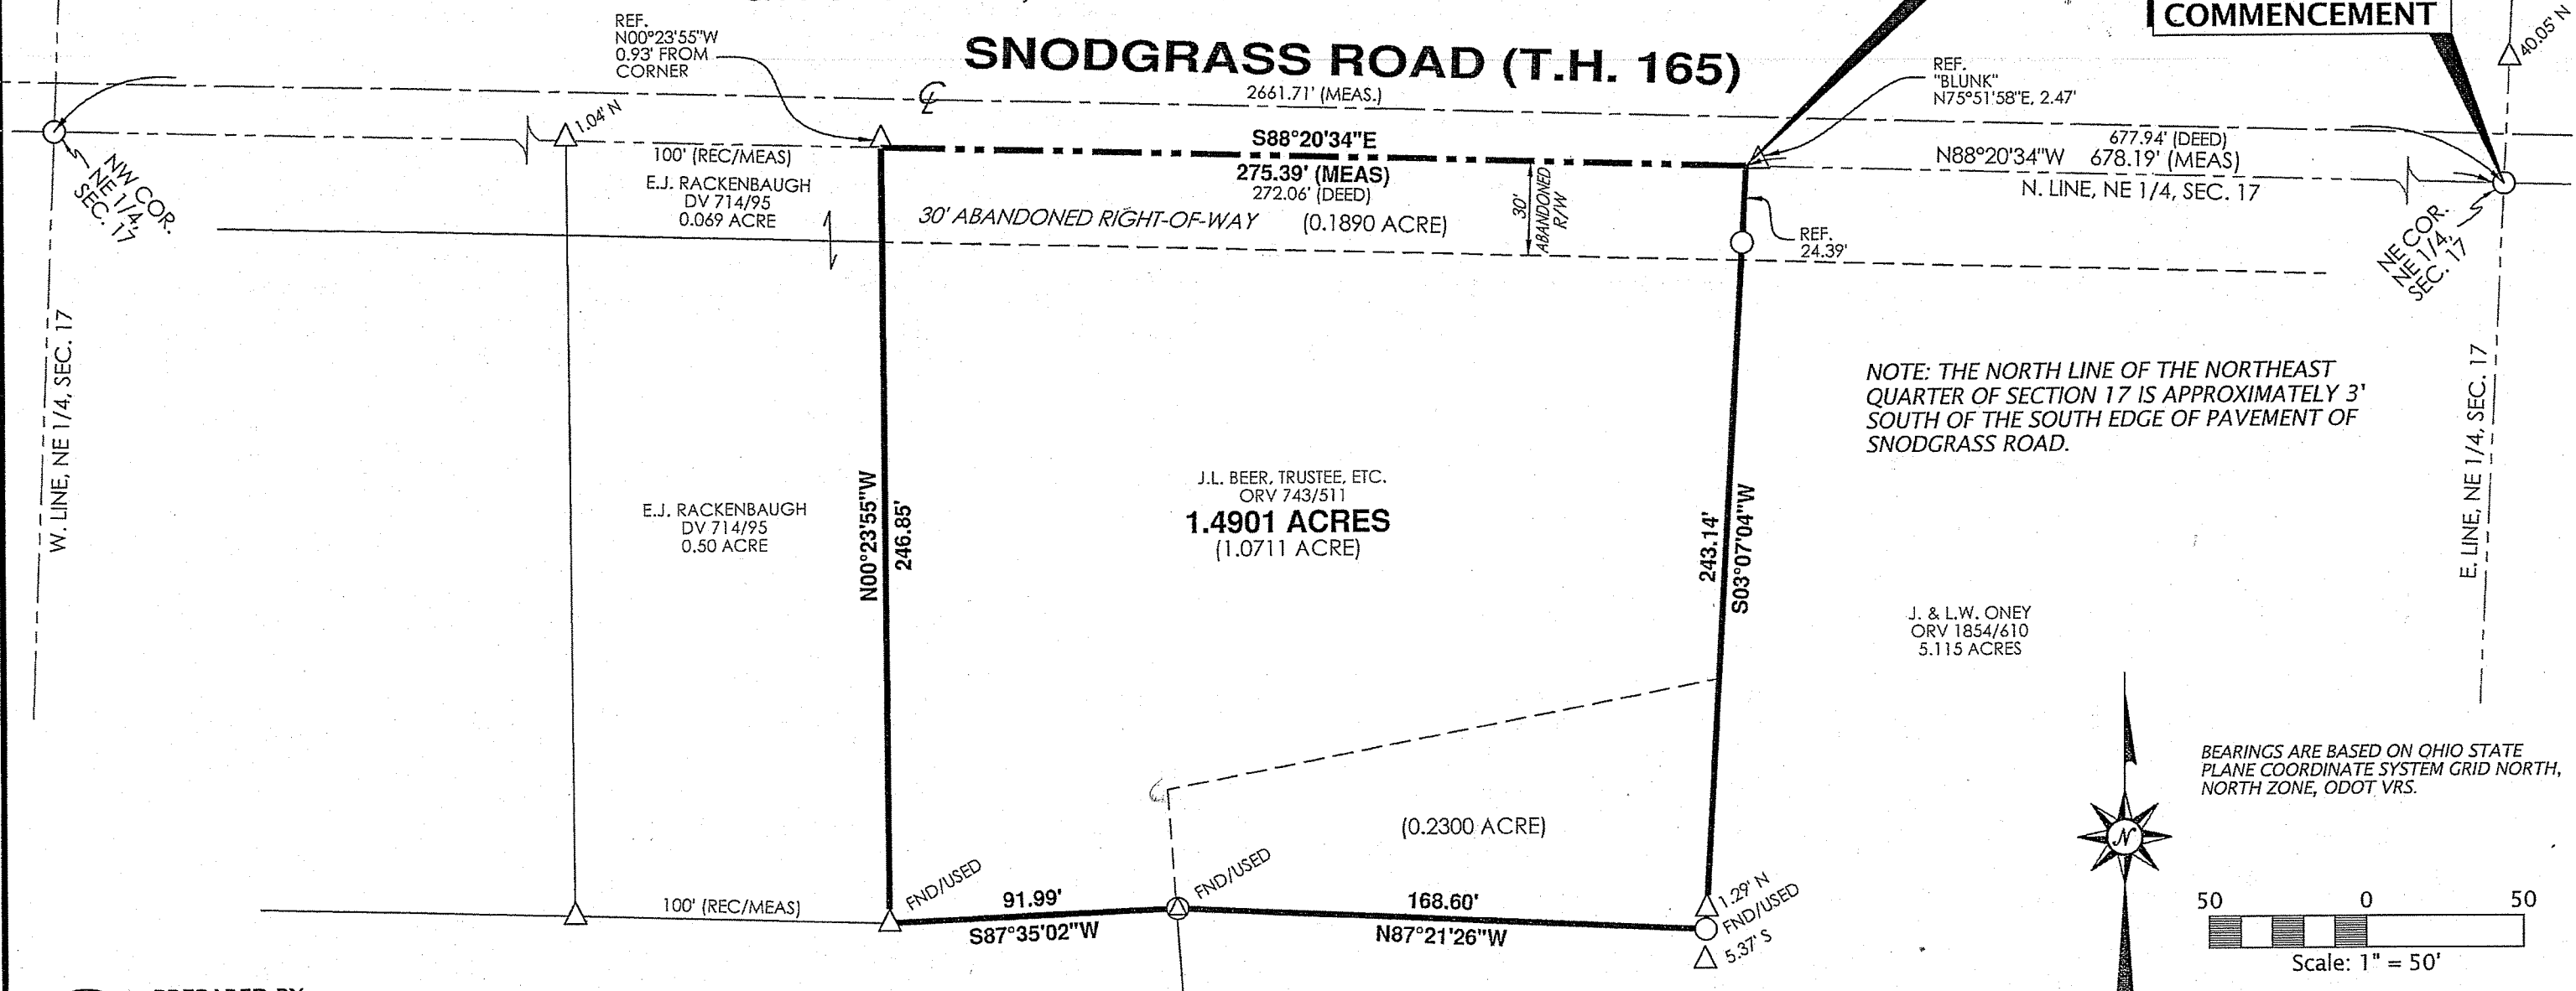 COMMENCEMENT
40.05' N
REF.
N00°23'55"W
0.93' FROM
CORNER
SNODGRASS ROAD (T.H. 165)
2661.71' (MEAS.)
REF.
"BLUNK"
N75°51'58"E, 2.47'
1.04' N
NW COR.
NE 1/4,
SEC. 17
100' (REC/MEAS)
E.J. RACKENBAUGH
DV 714/95
0.069 ACRE
S88°20'34"E
275.39' (MEAS)
272.06' (DEED)
30' ABANDONED RIGHT-OF-WAY (0.1890 ACRE)
30'
ABANDONED
R/W
677.94' (DEED)
N88°20'34"W 678.19' (MEAS)
N. LINE, NE 1/4, SEC. 17
REF.
24.39'
NE COR.
NE 1/4,
SEC. 17
W. LINE, NE 1/4, SEC. 17
E. LINE, NE 1/4, SEC. 17
NOTE: THE NORTH LINE OF THE NORTHEAST
QUARTER OF SECTION 17 IS APPROXIMATELY 3'
SOUTH OF THE SOUTH EDGE OF PAVEMENT OF
SNODGRASS ROAD.
E.J. RACKENBAUGH
DV 714/95
0.50 ACRE
N00°23'55"W
246.85'
J.L. BEER, TRUSTEE, ETC.
ORV 743/511
1.4901 ACRES
(1.0711 ACRE)
243.14'
S03°07'04"W
J. & L.W. ONEY
ORV 1854/610
5.115 ACRES
BEARINGS ARE BASED ON OHIO STATE
PLANE COORDINATE SYSTEM GRID NORTH,
NORTH ZONE, ODOT VRS.
(0.2300 ACRE)
100' (REC/MEAS)
FND/USED
91.99'
S87°35'02"W
FND/USED
168.60'
N87°21'26"W
1.29' N
FND/USED
5.37' S
N
50 0 50
Scale: 1" = 50'